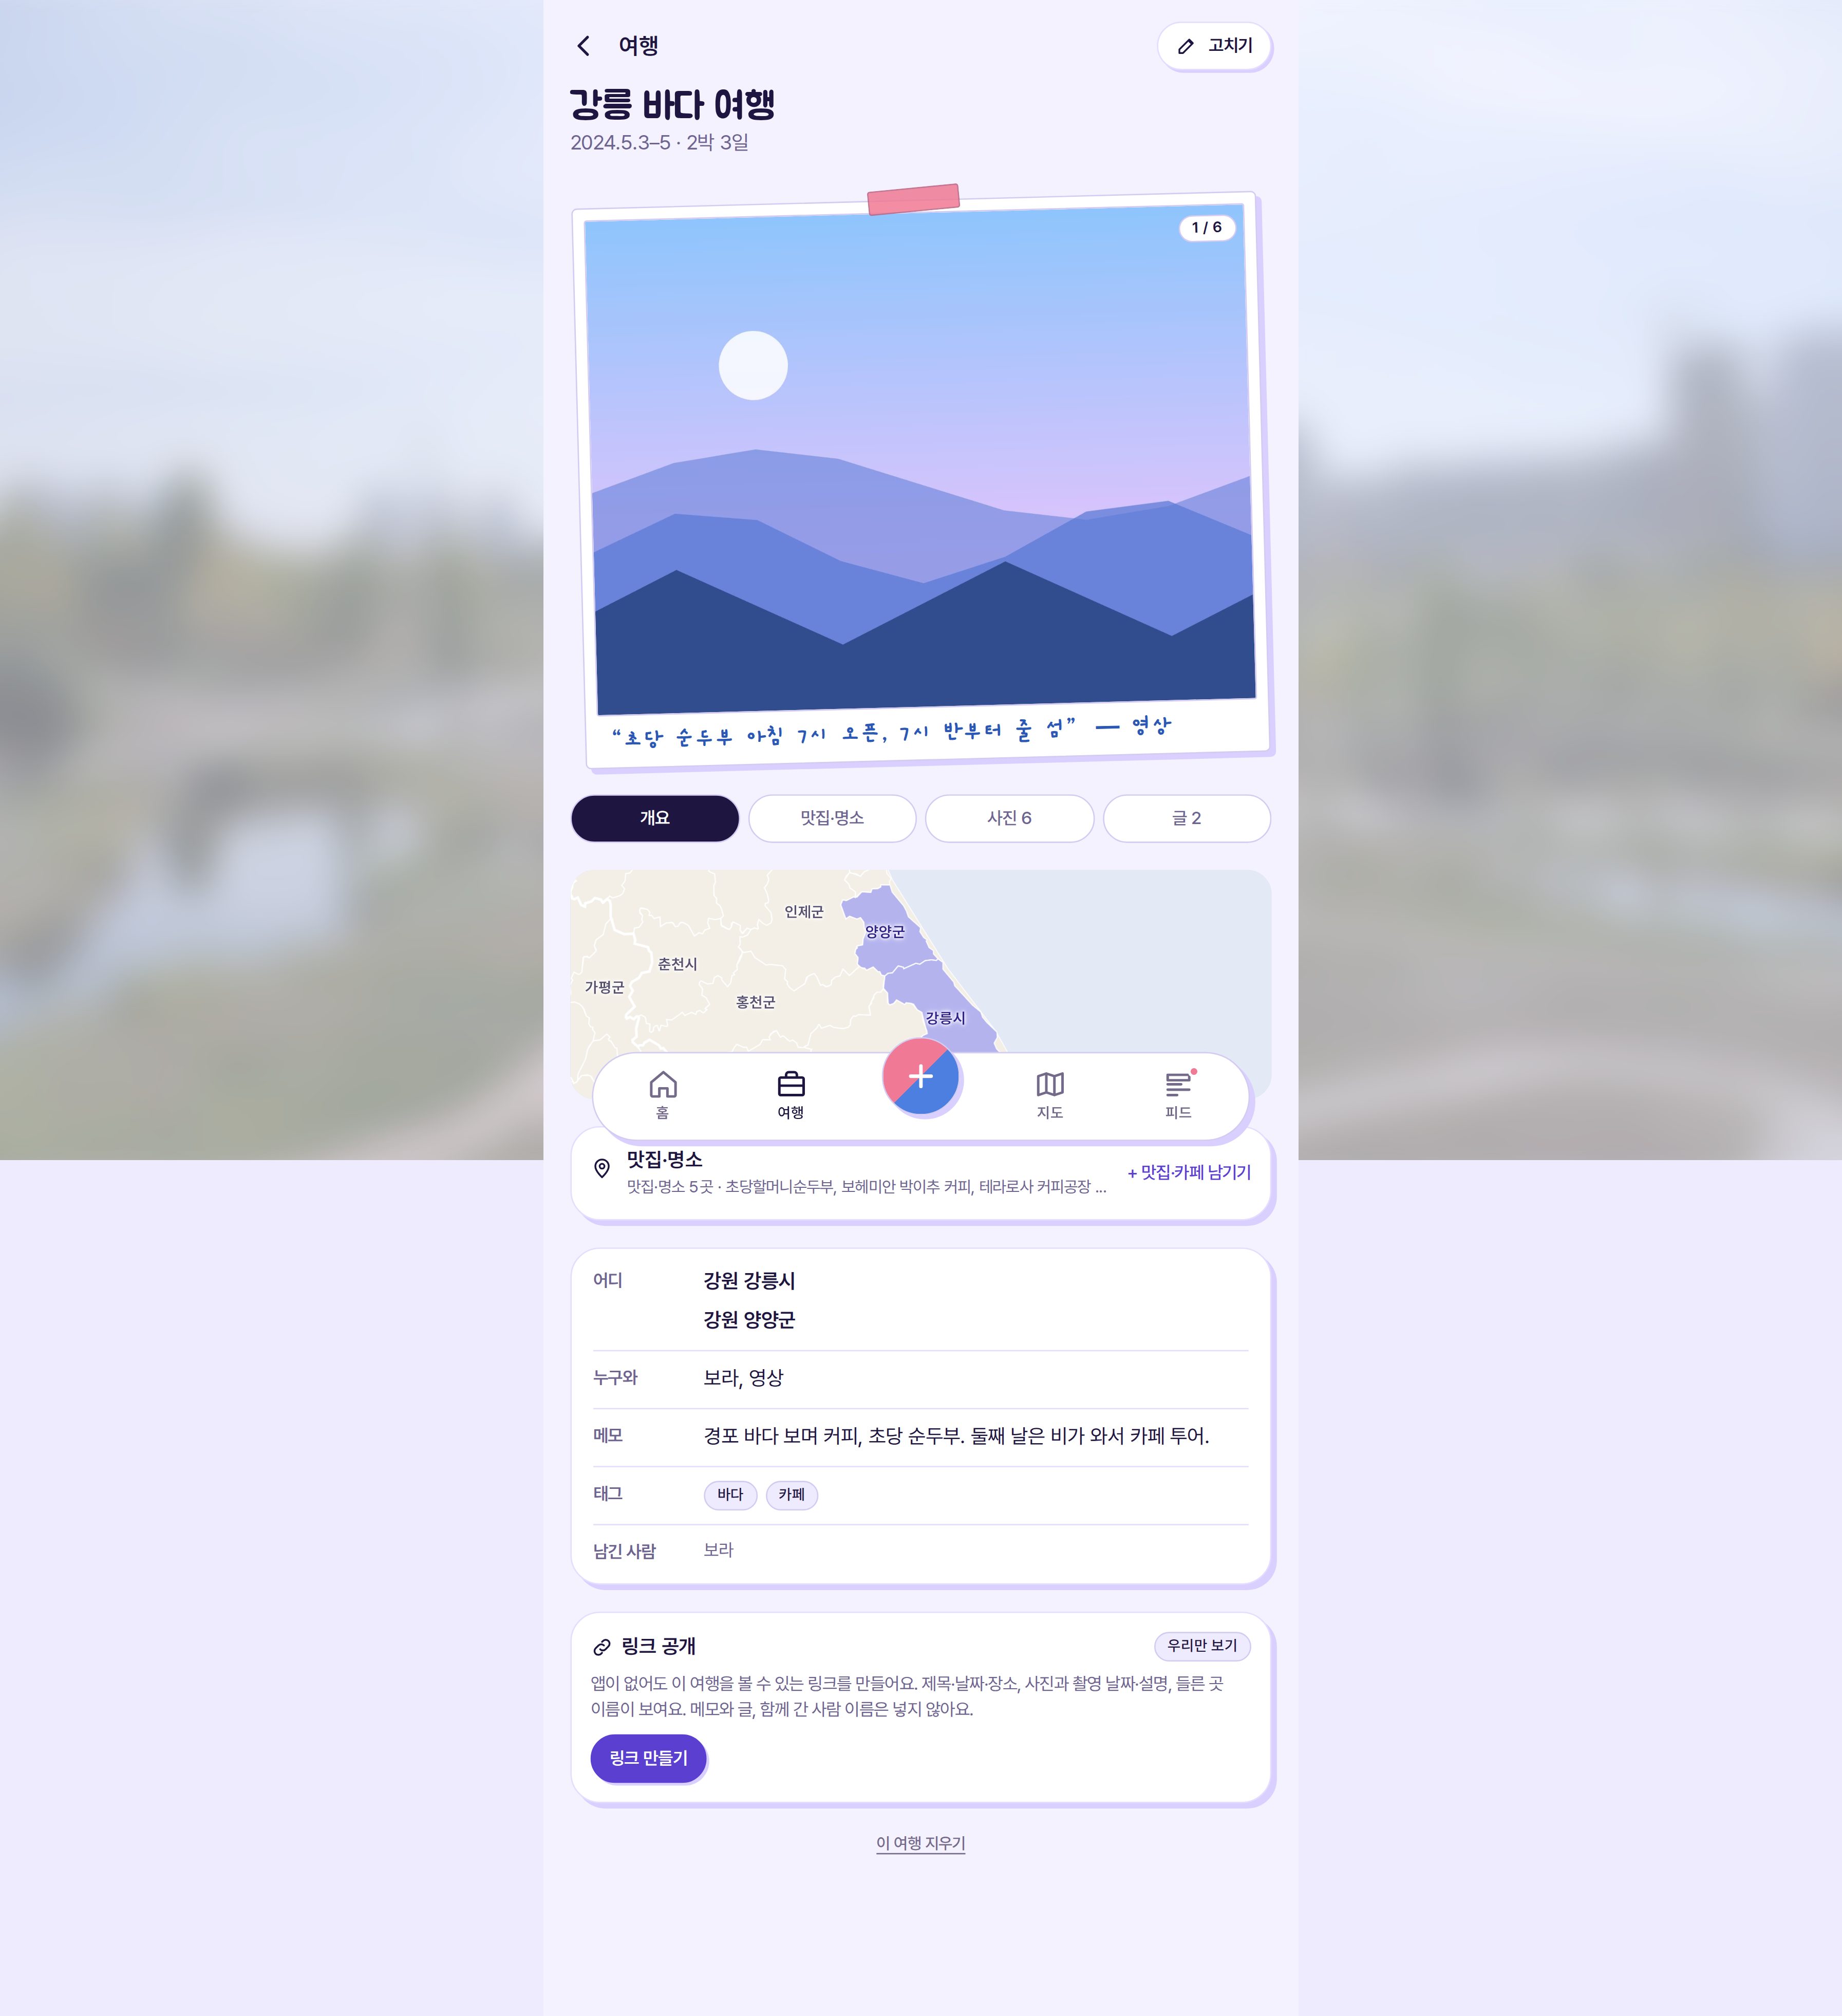 여행
고치기
강릉 바다 여행
2024.5.3–5 · 2박 3일
1 / 6
“초당 순두부 아침 7시 오픈, 7시 반부터 줄 섬” — 영상
개요
맛집·명소
사진 6
글 2
인제군
양양군
춘천시
가평군
홍천군
강릉시
홈
여행
지도
피드
맛집·명소
맛집·명소 5곳 · 초당할머니순두부, 보헤미안 박이추 커피, 테라로사 커피공장 ...
+ 맛집·카페 남기기
어디
강원 강릉시
강원 양양군
누구와
보라, 영상
메모
경포 바다 보며 커피, 초당 순두부. 둘째 날은 비가 와서 카페 투어.
태그
바다
카페
남긴 사람
보라
링크 공개
우리만 보기
앱이 없어도 이 여행을 볼 수 있는 링크를 만들어요. 제목·날짜·장소, 사진과 촬영 날짜·설명, 들른 곳
이름이 보여요. 메모와 글, 함께 간 사람 이름은 넣지 않아요.
링크 만들기
이 여행 지우기